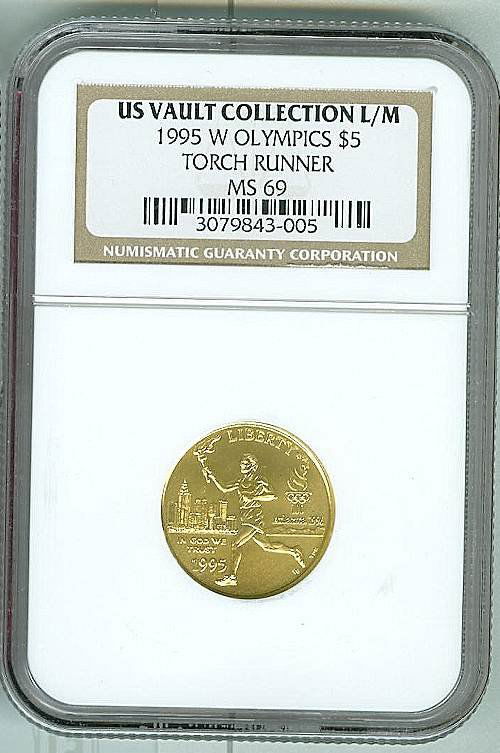 US VAULT COLLECTION L/M
1995 W OLYMPICS $5
TORCH RUNNER
MS 69
3079843-005
NUMISMATIC GUARANTY CORPORATION
LIBERTY
IN GOD WE
TRUST
1995